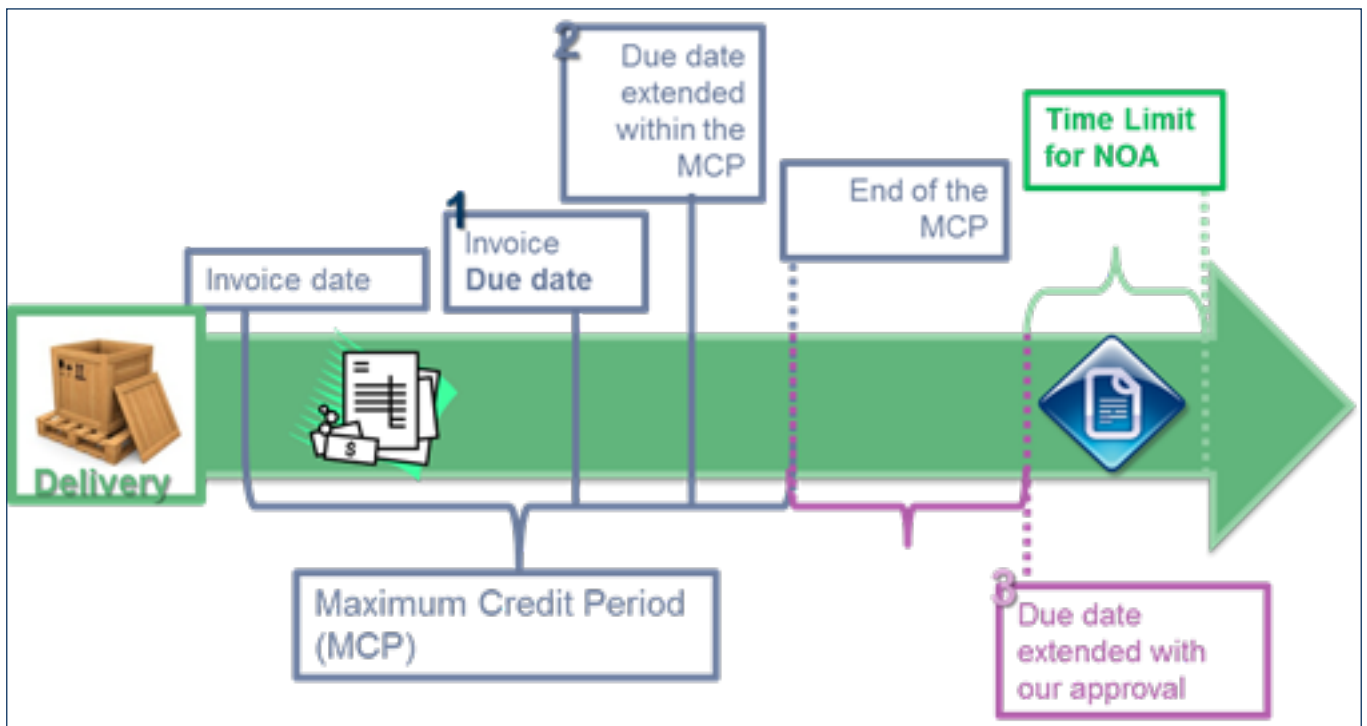 2
Due date
extended
within the
MCP
Time Limit
for NOA
1
Invoice
Due date
End of the
MCP
Invoice date
$
Delivery
Maximum Credit Period
(MCP)
3
Due date
extended with
our approval